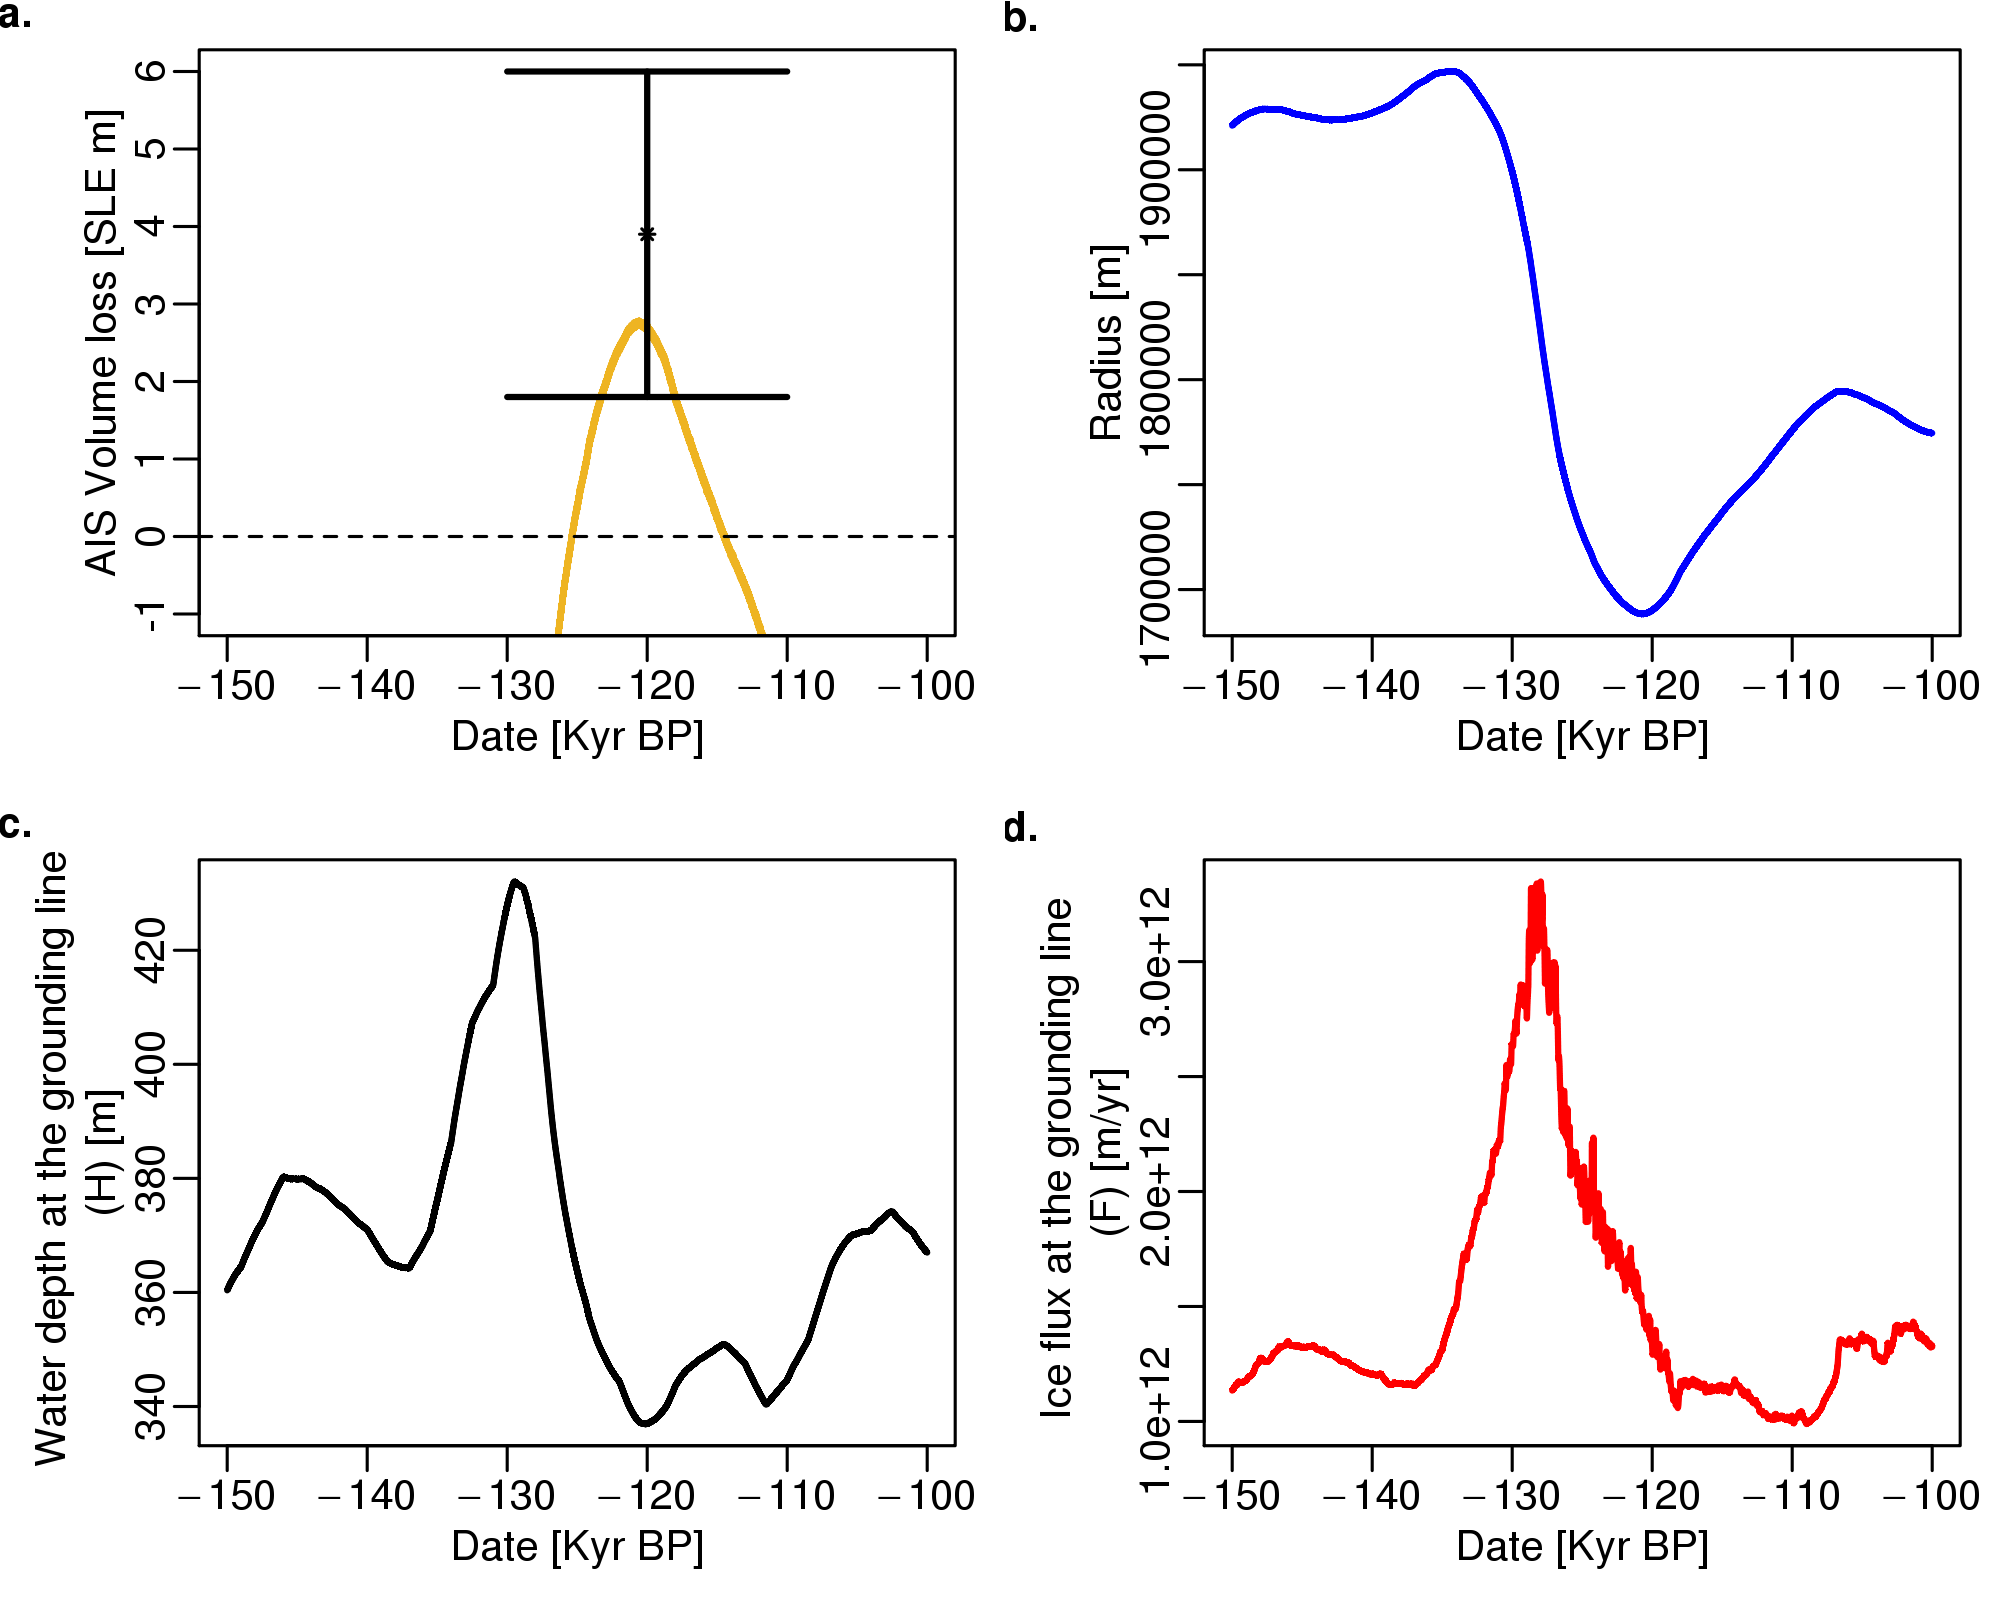 a.
AIS Volume loss [SLE m]
6
5
4
3
2
1
0
-1
−150 −140 −130 −120 −110 −100
Date [Kyr BP]
b.
Radius [m]
1900000
1800000
1700000
−150 −140 −130 −120 −110 −100
Date [Kyr BP]
c.
Water depth at the grounding line
(H) [m]
420
400
380
360
340
−150 −140 −130 −120 −110 −100
Date [Kyr BP]
d.
Ice flux at the grounding line
(F) [m/yr]
3.0e+12
2.0e+12
1.0e+12
−150 −140 −130 −120 −110 −100
Date [Kyr BP]